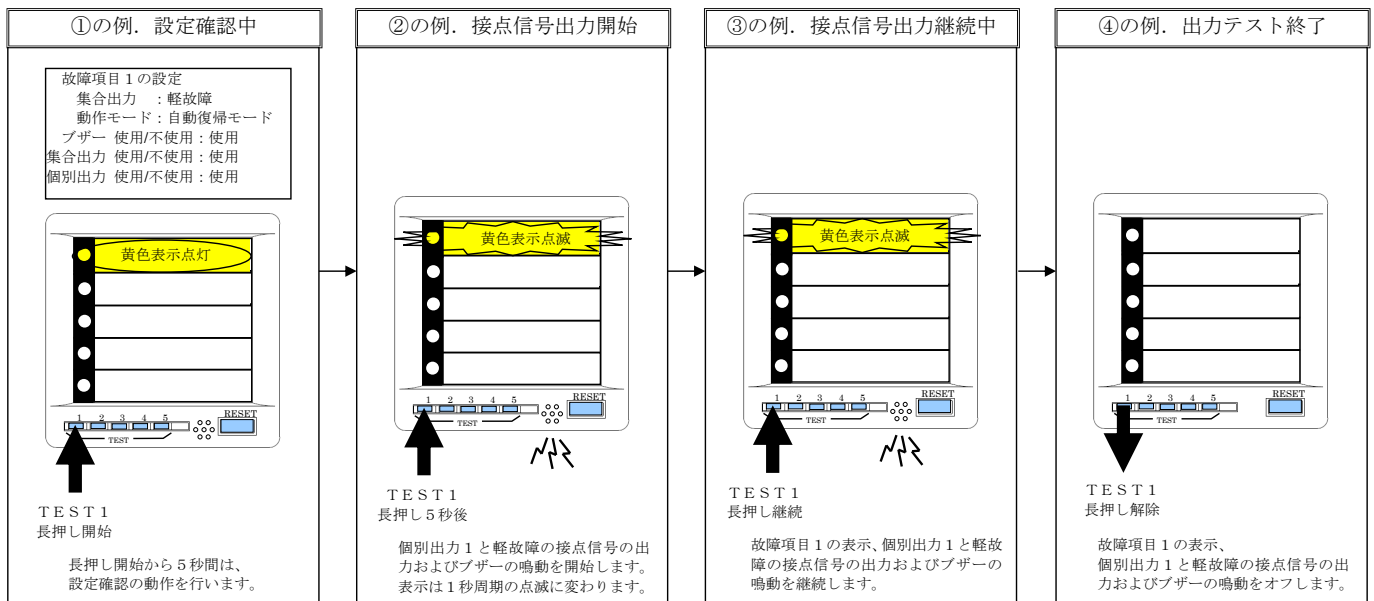 ①の例．設定確認中
故障項目１の設定
集合出力　：軽故障
動作モード：自動復帰モード
ブザー 使用/不使用：使用
集合出力 使用/不使用：使用
個別出力 使用/不使用：使用
黄色表示点灯
1 2 3 4 5
RESET
TEST
ＴＥＳＴ１
長押し開始
長押し開始から５秒間は、
設定確認の動作を行います。
②の例．接点信号出力開始
黄色表示点滅
1 2 3 4 5
RESET
TEST
ＴＥＳＴ１
長押し５秒後
個別出力１と軽故障の接点信号の出
力およびブザーの鳴動を開始します。
表示は１秒周期の点滅に変わります。
③の例．接点信号出力継続中
黄色表示点滅
1 2 3 4 5
RESET
TEST
ＴＥＳＴ１
長押し継続
故障項目１の表示、個別出力１と軽故
障の接点信号の出力およびブザーの
鳴動を継続します。
④の例．出力テスト終了
1 2 3 4 5
RESET
TEST
ＴＥＳＴ１
長押し解除
故障項目１の表示、
個別出力１と軽故障の接点信号の出
力およびブザーの鳴動をオフします。